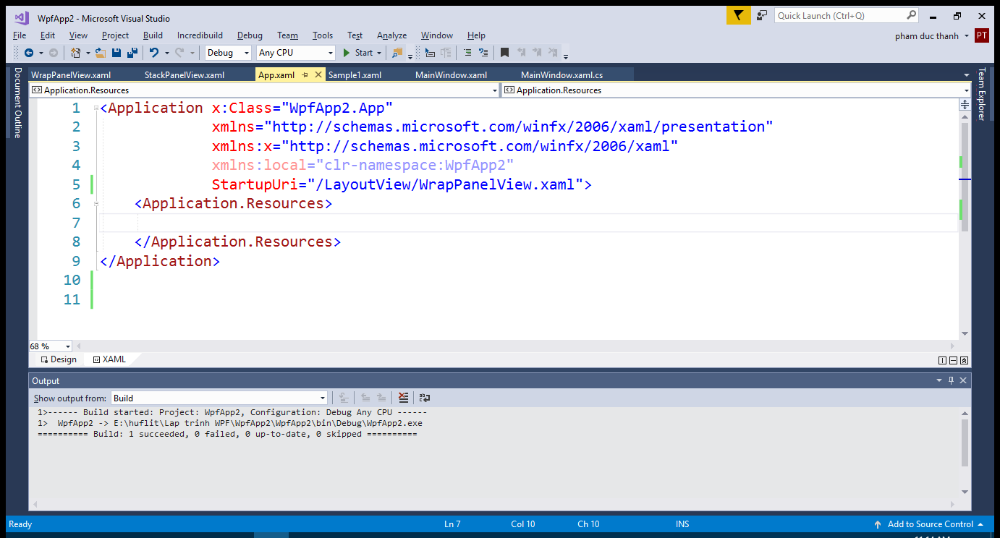 WpfApp2 - Microsoft Visual Studio
Quick Launch (Ctrl+Q)
File Edit View Project Build Incredibuild Debug Team Tools Test Analyze Window Help
pham duc thanh PT
Debug Any CPU Start
Document Outline
Team Explorer
WrapPanelView.xaml StackPanelView.xaml App.xaml Sample1.xaml MainWindow.xaml MainWindow.xaml.cs
Application.Resources Application.Resources
1 <Application x:Class="WpfApp2.App"
2 xmlns="http://schemas.microsoft.com/winfx/2006/xaml/presentation"
3 xmlns:x="http://schemas.microsoft.com/winfx/2006/xaml"
4 xmlns:local="clr-namespace:WpfApp2"
5 StartupUri="/LayoutView/WrapPanelView.xaml">
6 <Application.Resources>
7
8 </Application.Resources>
9 </Application>
10
11
68 %
Design XAML
Output
Show output from: Build
1>------ Build started: Project: WpfApp2, Configuration: Debug Any CPU ------
1> WpfApp2 -> E:\huflit\Lap trinh WPF\WpfApp2\WpfApp2\bin\Debug\WpfApp2.exe
========== Build: 1 succeeded, 0 failed, 0 up-to-date, 0 skipped ==========
Ready Ln 7 Col 10 Ch 10 INS Add to Source Control